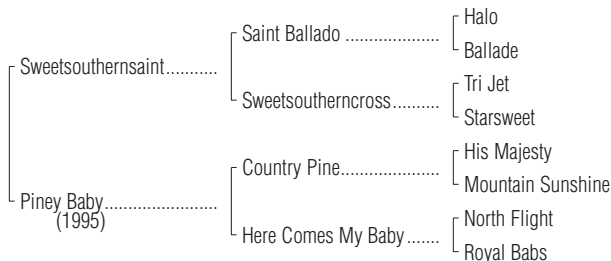 Halo
Saint Ballado ....................
Ballade
Sweetsouthernsaint...........
Tri Jet
Sweetsoutherncross..........
Starsweet
His Majesty
Country Pine.....................
Mountain Sunshine
Piney Baby .........................
(1995)
North Flight
Here Comes My Baby .......
Royal Babs